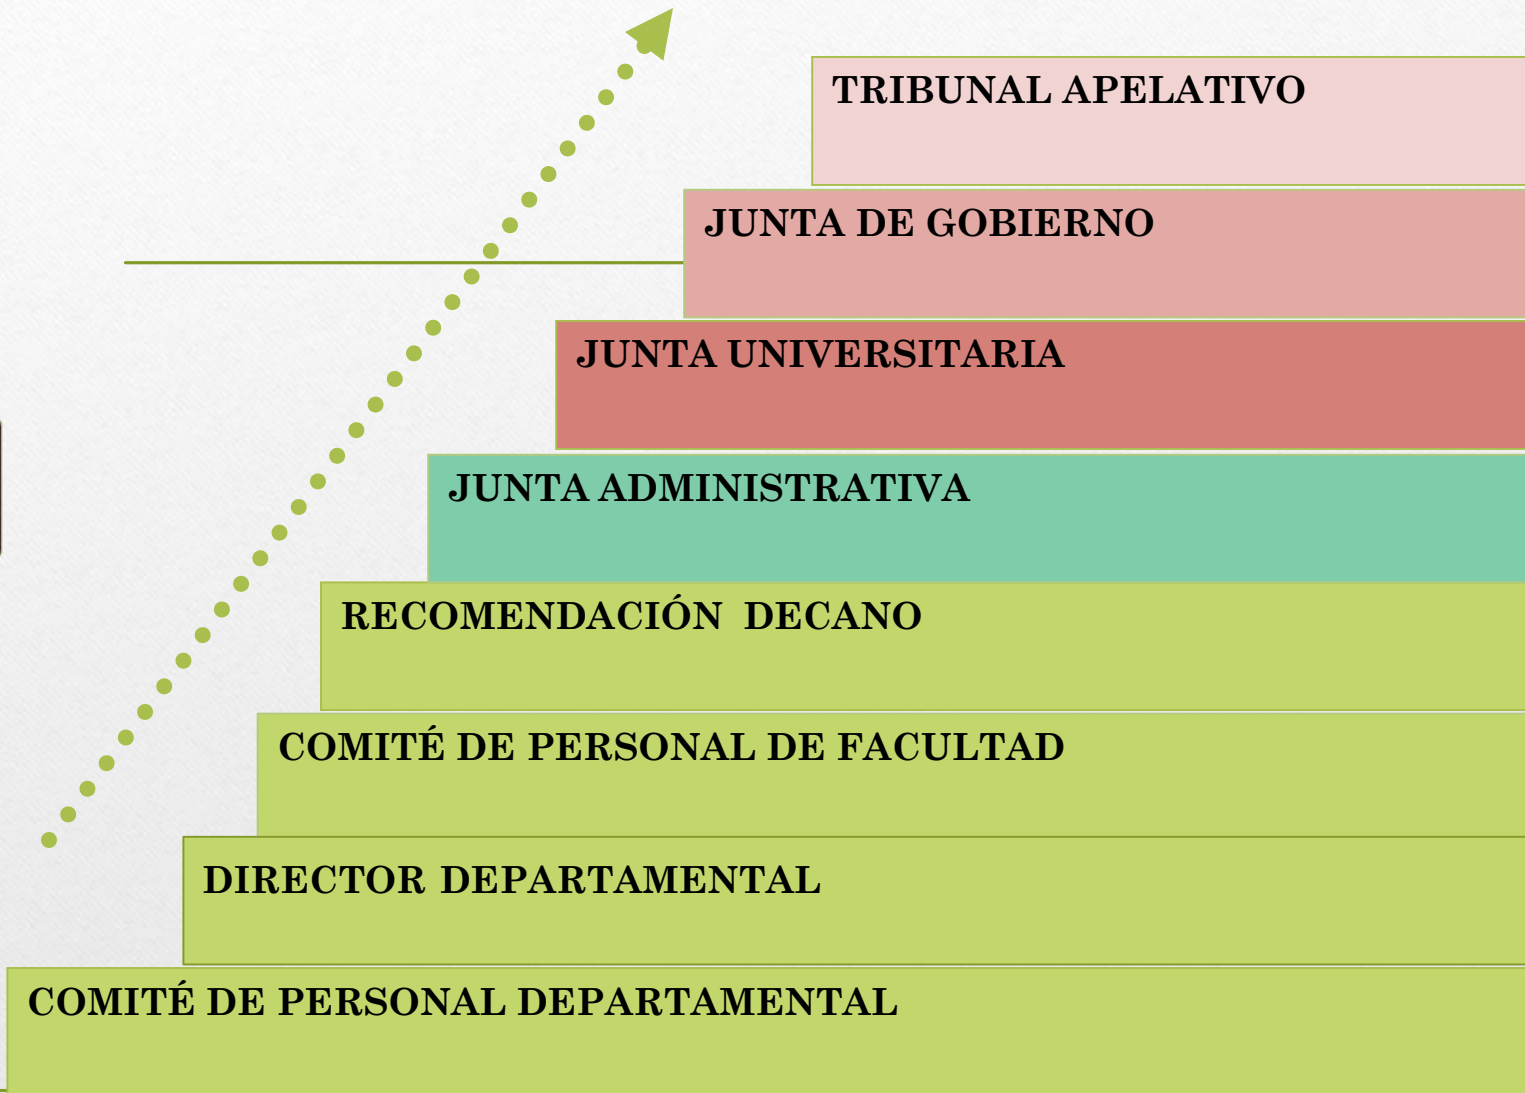 TRIBUNAL APELATIVO
JUNTA DE GOBIERNO
JUNTA UNIVERSITARIA
JUNTA ADMINISTRATIVA
RECOMENDACIÓN DECANO
COMITÉ DE PERSONAL DE FACULTAD
DIRECTOR DEPARTAMENTAL
COMITÉ DE PERSONAL DEPARTAMENTAL